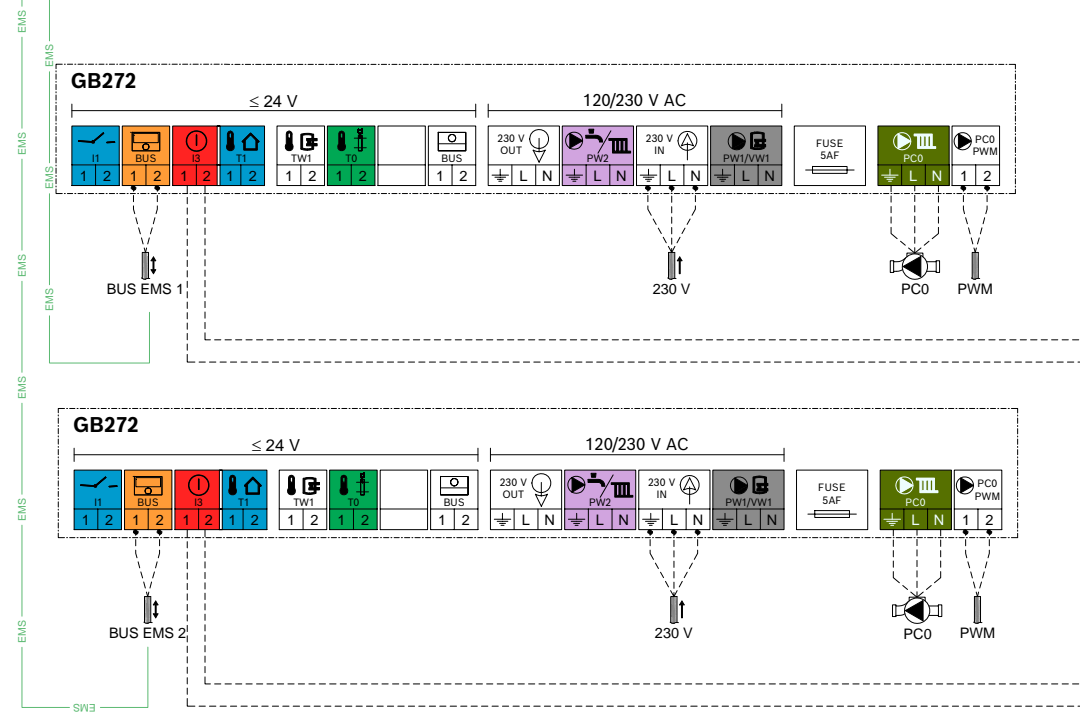 EMS
EMS
GB272
≤ 24 V
120/230 V AC
I1
BUS
I3
T1
TW1
T0
BUS
230 V
OUT
PW2
230 V
IN
PW1/VW1
FUSE
5AF
PC0
PC0
PWM
1 2 1 2 1 2 1 2 1 2 1 2 1 2 L N L N L N L N L N 1 2
EMS
EMS
EMS
EMS
BUS EMS 1
230 V
PC0
PWM
EMS
GB272
≤ 24 V
120/230 V AC
I1
BUS
I3
T1
TW1
T0
BUS
230 V
OUT
PW2
230 V
IN
PW1/VW1
FUSE
5AF
PC0
PC0
PWM
1 2 1 2 1 2 1 2 1 2 1 2 1 2 L N L N L N L N L N 1 2
EMS
EMS
BUS EMS 2
230 V
PC0
PWM
EMS